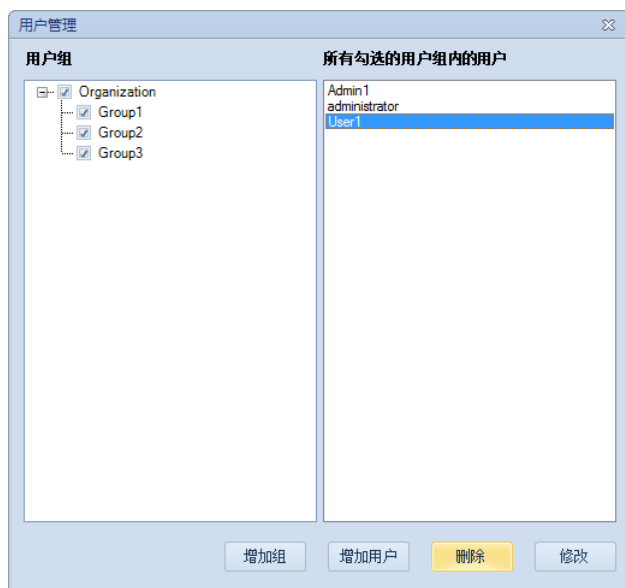 用户管理
用户组
所有勾选的用户组内的用户
Organization
Group1
Group2
Group3
Admin1
administrator
User1
增加组
增加用户
删除
修改